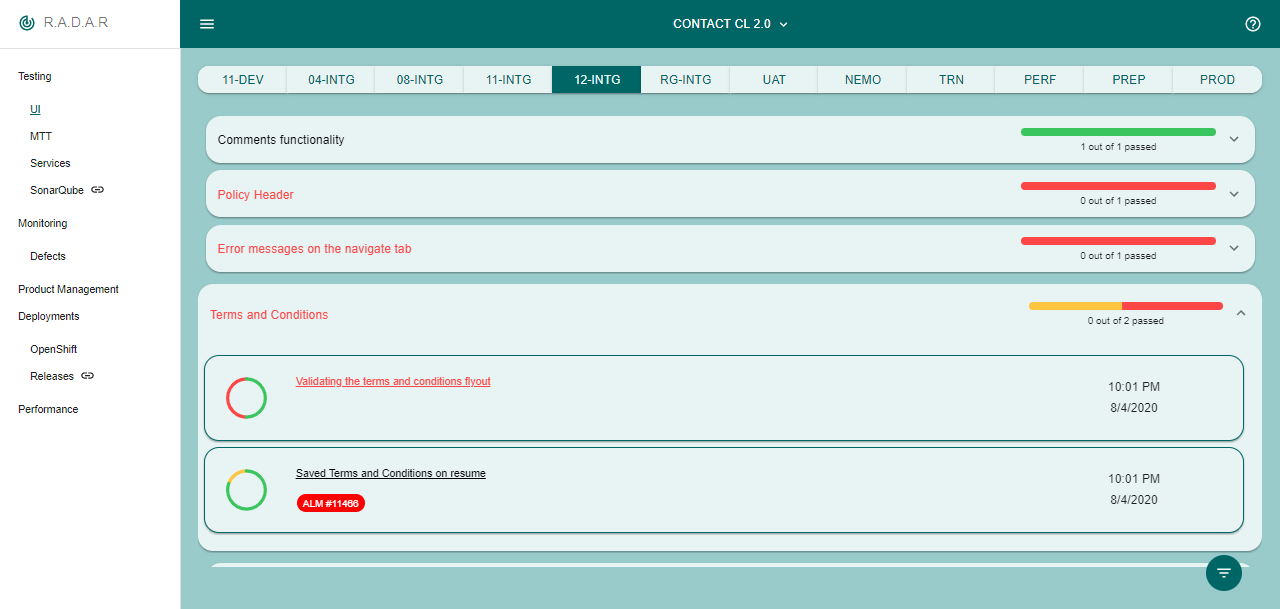 R.A.D.A.R
CONTACT CL 2.0
Testing
UI
MTT
Services
SonarQube
Monitoring
Defects
Product Management
Deployments
OpenShift
Releases
Performance
11-DEV 04-INTG 08-INTG 11-INTG 12-INTG RG-INTG UAT NEMO TRN PERF PREP PROD
Comments functionality
1 out of 1 passed
Policy Header
0 out of 1 passed
Error messages on the navigate tab
0 out of 1 passed
Terms and Conditions
0 out of 2 passed
Validating the terms and conditions flyout
10:01 PM
8/4/2020
Saved Terms and Conditions on resume
ALM #11466
10:01 PM
8/4/2020